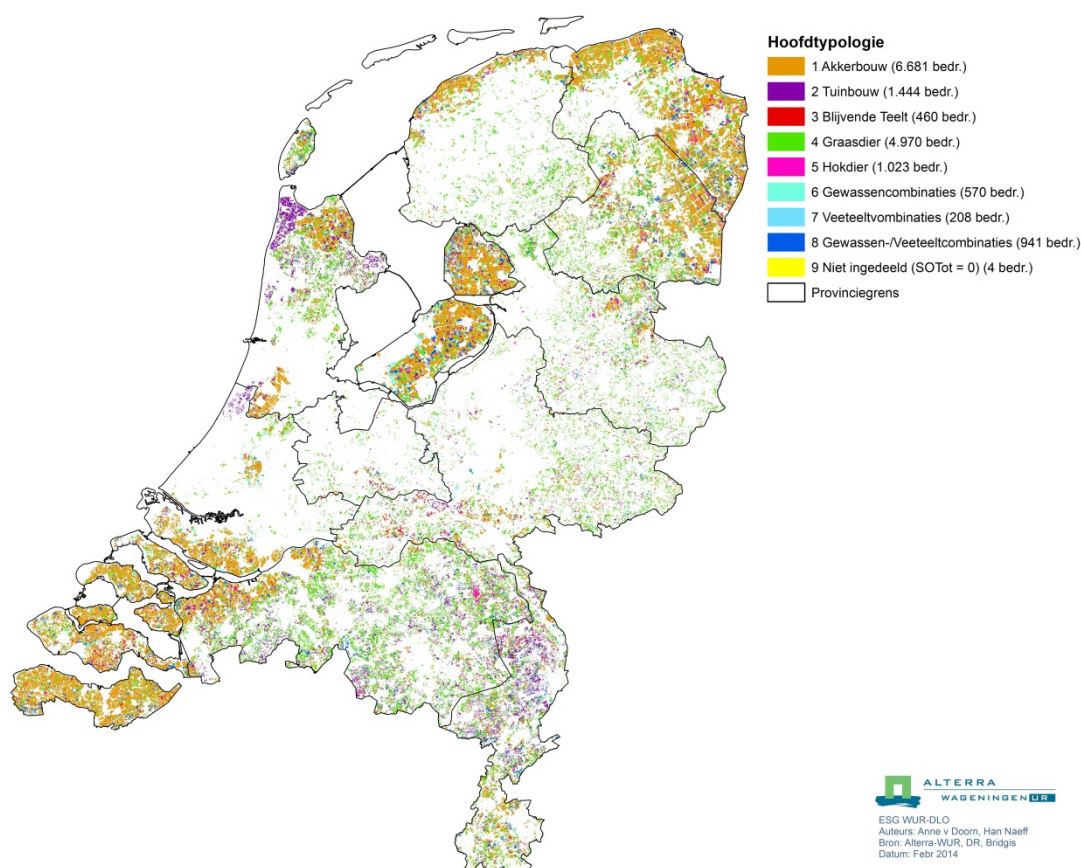 Hoofdtypologie
1 Akkerbouw (6.681 bedr.)
2 Tuinbouw (1.444 bedr.)
3 Blijvende Teelt (460 bedr.)
4 Graasdier (4.970 bedr.)
5 Hokdier (1.023 bedr.)
6 Gewassencombinaties (570 bedr.)
7 Veeteeltvombinaties (208 bedr.)
8 Gewassen-/Veeteeltcombinaties (941 bedr.)
9 Niet ingedeeld (SOTot = 0) (4 bedr.)
Provinciegrens
ALTERRA
WAGENINGEN UR
ESG WUR-DLO
Auteurs: Anne v Doorn, Han Naeff
Bron: Alterra-WUR, DR, Bridgis
Datum: Febr 2014